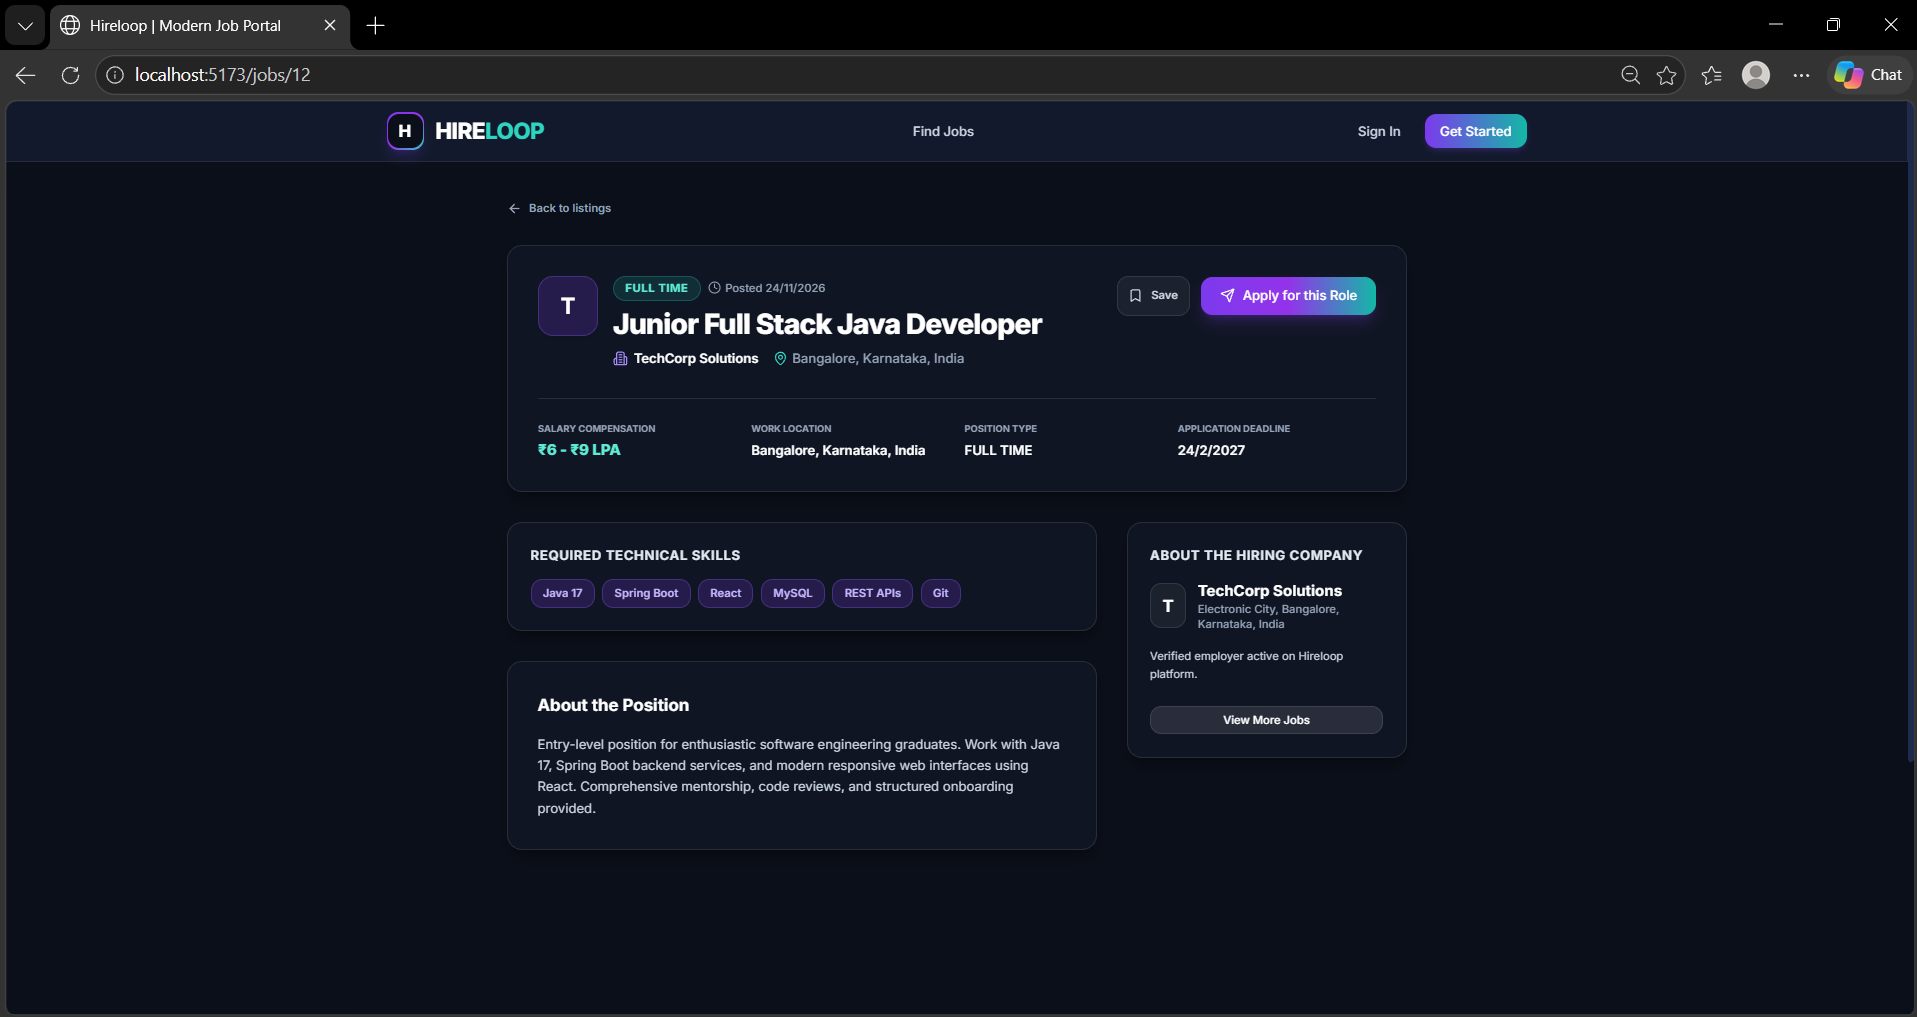 Hireloop | Modern Job Portal
localhost:5173/jobs/12
Chat
H
HIRELOOP
Find Jobs
Sign In
Get Started
Back to listings
T
FULL TIME
Posted 24/11/2026
Junior Full Stack Java Developer
TechCorp Solutions
Bangalore, Karnataka, India
Save
Apply for this Role
SALARY COMPENSATION
₹6 - ₹9 LPA
WORK LOCATION
Bangalore, Karnataka, India
POSITION TYPE
FULL TIME
APPLICATION DEADLINE
24/2/2027
REQUIRED TECHNICAL SKILLS
Java 17
Spring Boot
React
MySQL
REST APIs
Git
About the Position
Entry-level position for enthusiastic software engineering graduates. Work with Java
17, Spring Boot backend services, and modern responsive web interfaces using
React. Comprehensive mentorship, code reviews, and structured onboarding
provided.
ABOUT THE HIRING COMPANY
T
TechCorp Solutions
Electronic City, Bangalore,
Karnataka, India
Verified employer active on Hireloop
platform.
View More Jobs